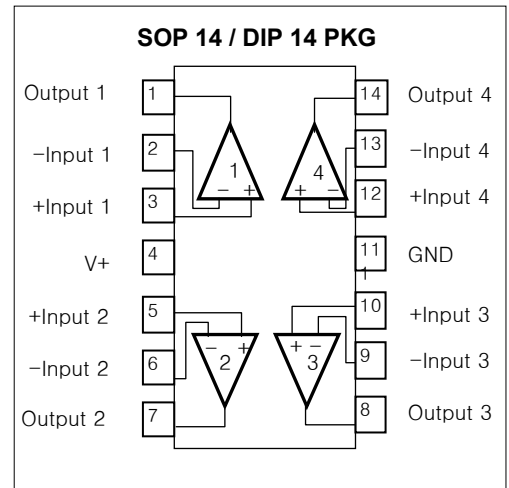 SOP 14 / DIP 14 PKG
Output 1 1 14 Output 4
−Input 1 2 13 −Input 4
+Input 1 3 1 4 12 +Input 4
− + + −
V+ 4 11 GND
1
+Input 2 5 10 +Input 3
− + + −
−Input 2 6 2 3 9 −Input 3
Output 2 7 8 Output 3